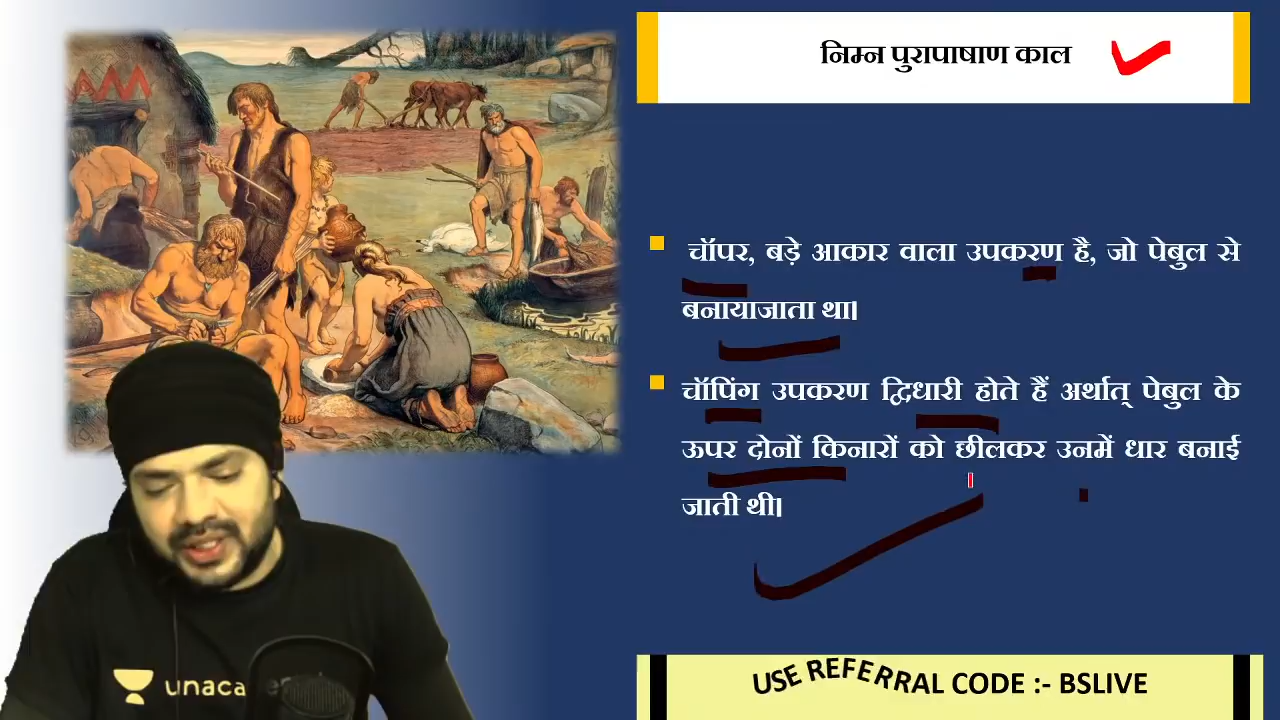 निम्न पुरापाषाण काल
चॉपर, बड़े आकार वाला उपकरण है, जो पेबुल से
बनायाजाता था।
चॉपिंग उपकरण द्विधारी होते हैं अर्थात् पेबुल के
ऊपर दोनों किनारों को छीलकर उनमें धार बनाई
जाती थी।
unaca
USE REFERRAL CODE :- BSLIVE